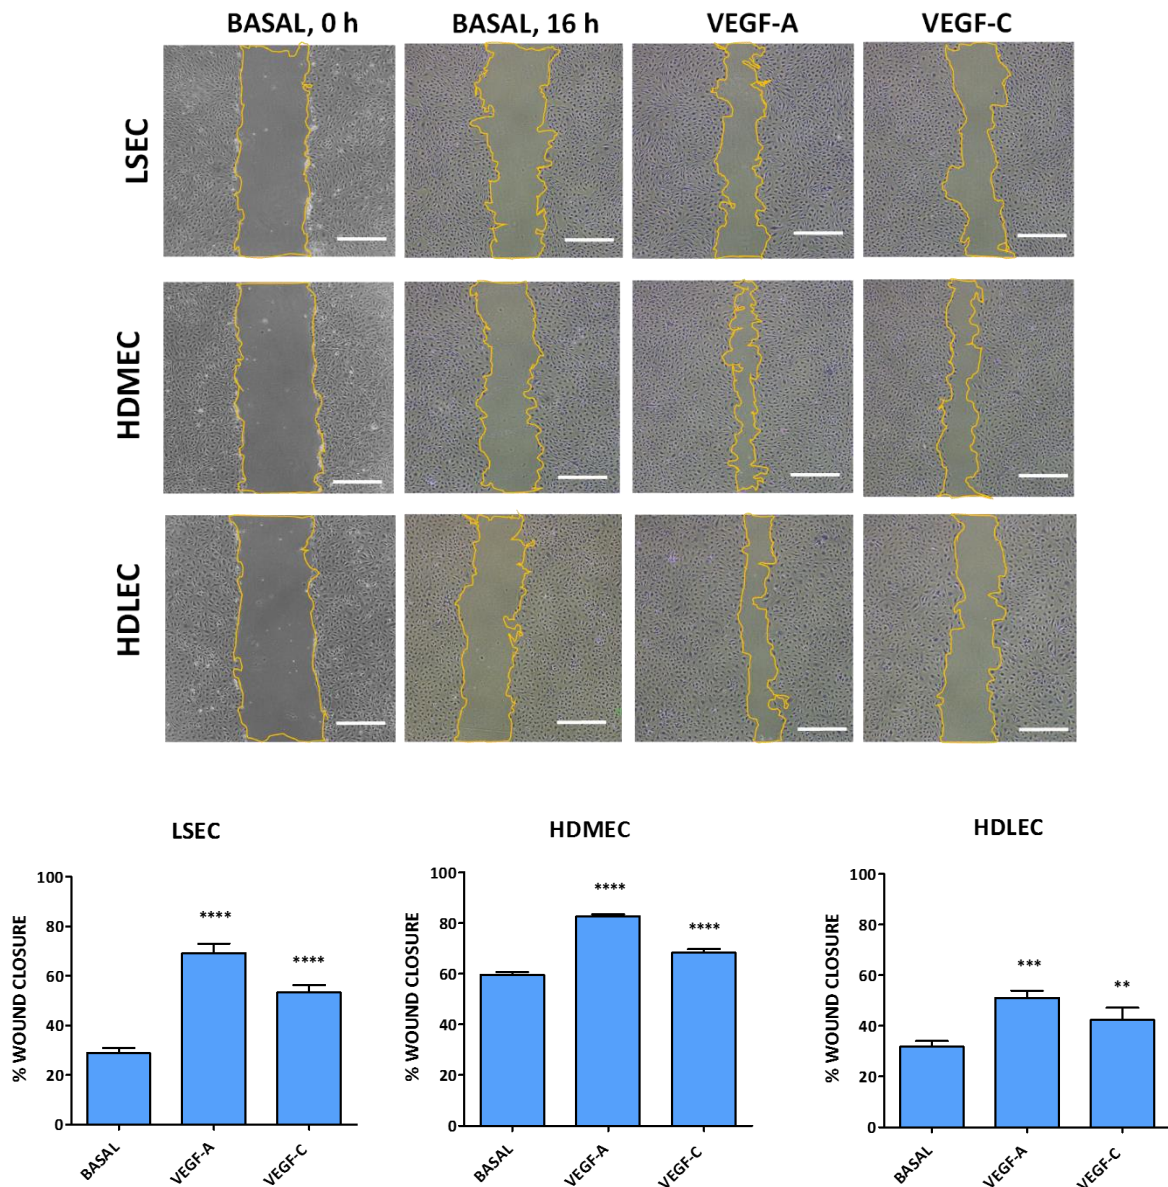 BASAL, 0 h BASAL, 16 h VEGF-A VEGF-C
LSEC
HDMEC
HDLEC
LSEC
% WOUND CLOSURE
100
80
60
40
20
0
****
****
BASAL
VEGF-A
VEGF-C
HDMEC
% WOUND CLOSURE
100
80
60
40
20
0
****
****
BASAL
VEGF-A
VEGF-C
HDLEC
% WOUND CLOSURE
100
80
60
40
20
0
***
**
BASAL
VEGF-A
VEGF-C